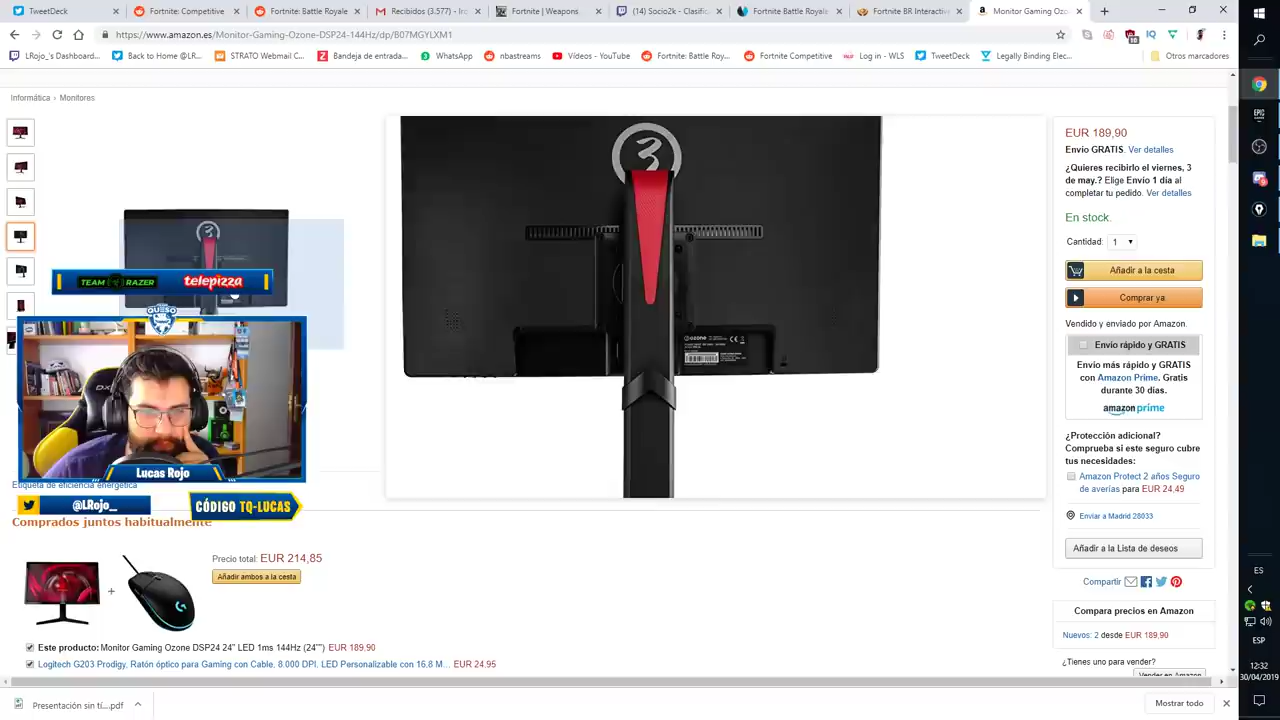 TweetDeck
Fortnite: Competitive
Fortnite: Battle Royale
Recibidos (3.577) - lro
Fortnite | Weapons
(14) Socio2k - Clasific
Fortnite Battle Royale
Fortnite BR Interactive
Monitor Gaming Ozo
https://www.amazon.es/Monitor-Gaming-Ozone-DSP24-144Hz/dp/B07MGYLXM1
10
LRojo_'s Dashboard...
Back to Home @LR...
STRATO Webmail C...
Bandeja de entrada...
WhatsApp
nbastreams
Vídeos - YouTube
Fortnite: Battle Roy...
Fortnite Competitive
Log in - WLS
TweetDeck
Legally Binding Elec...
Otros marcadores
Informática › Monitores
EUR 189,90
Envío GRATIS. Ver detalles
¿Quieres recibirlo el viernes, 3
de may.? Elige Envío 1 día al
completar tu pedido. Ver detalles
En stock.
Cantidad: 1
Añadir a la cesta
Comprar ya
Vendido y enviado por Amazon.
Envío rápido y GRATIS
Envío más rápido y GRATIS
con Amazon Prime. Gratis
durante 30 días.
amazon prime
¿Protección adicional?
Comprueba si este seguro cubre
tus necesidades:
Amazon Protect 2 años Seguro
de averías para EUR 24,49
Enviar a Madrid 28033
Añadir a la Lista de deseos
Compartir
Compara precios en Amazon
Nuevos: 2 desde EUR 189,90
¿Tienes uno para vender?
Vender en Amazon
ozone
TEAM RAZER
telepizza
QUESO
DX
Lucas Rojo
Etiqueta de eficiencia energética
@LRojo_
CÓDIGO TQ-LUCAS
Comprados juntos habitualmente
+
Precio total: EUR 214,85
Añadir ambos a la cesta
Este producto: Monitor Gaming Ozone DSP24 24" LED 1ms 144Hz (24"") EUR 189,90
Logitech G203 Prodigy, Ratón óptico para Gaming con Cable, 8.000 DPI, LED Personalizable con 16,8 M... EUR 24,95
Presentación sin tí....pdf
Mostrar todo
EPIC
GAMES
ES
ESP
12:32
30/04/2019